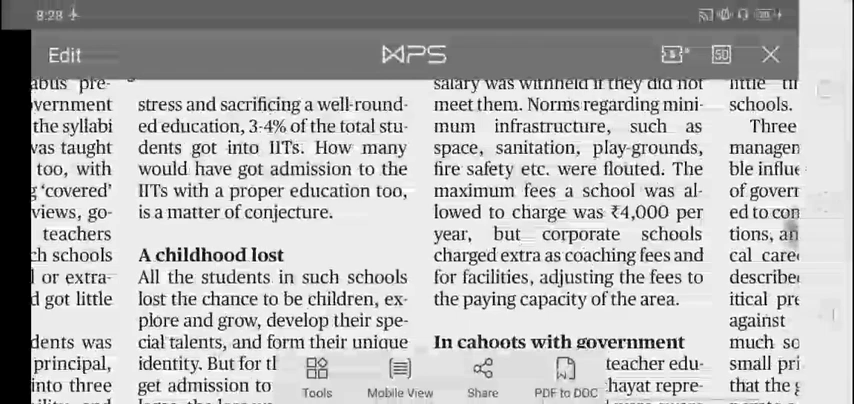 8:28
Edit
WPS
abus pre-
vernment
the syllabi
vas taught
too, with
g 'covered'
views, go-
teachers
ch schools
l or extra-
d got little
dents was
principal,
into three
stress and sacrificing a well-round-
ed education, 3-4% of the total stu-
dents got into IITs. How many
would have got admission to the
IITs with a proper education too,
is a matter of conjecture.
A childhood lost
All the students in such schools
lost the chance to be children, ex-
plore and grow, develop their spe-
cial talents, and form their unique
identity. But for th
get admission to
salary was withheld if they did not
meet them. Norms regarding mini-
mum infrastructure, such as
space, sanitation, play-grounds,
fire safety etc. were flouted. The
maximum fees a school was al-
lowed to charge was ₹4,000 per
year, but corporate schools
charged extra as coaching fees and
for facilities, adjusting the fees to
the paying capacity of the area.
In cahoots with government
teacher edu-
hayat repre-
little
schools.
Three
managen
ble influe
of govern
ed to con
tions, an
cal care
describe
itical pre
against
much so
small pri
that the g
Tools
Mobile View
Share
PDF to DOC